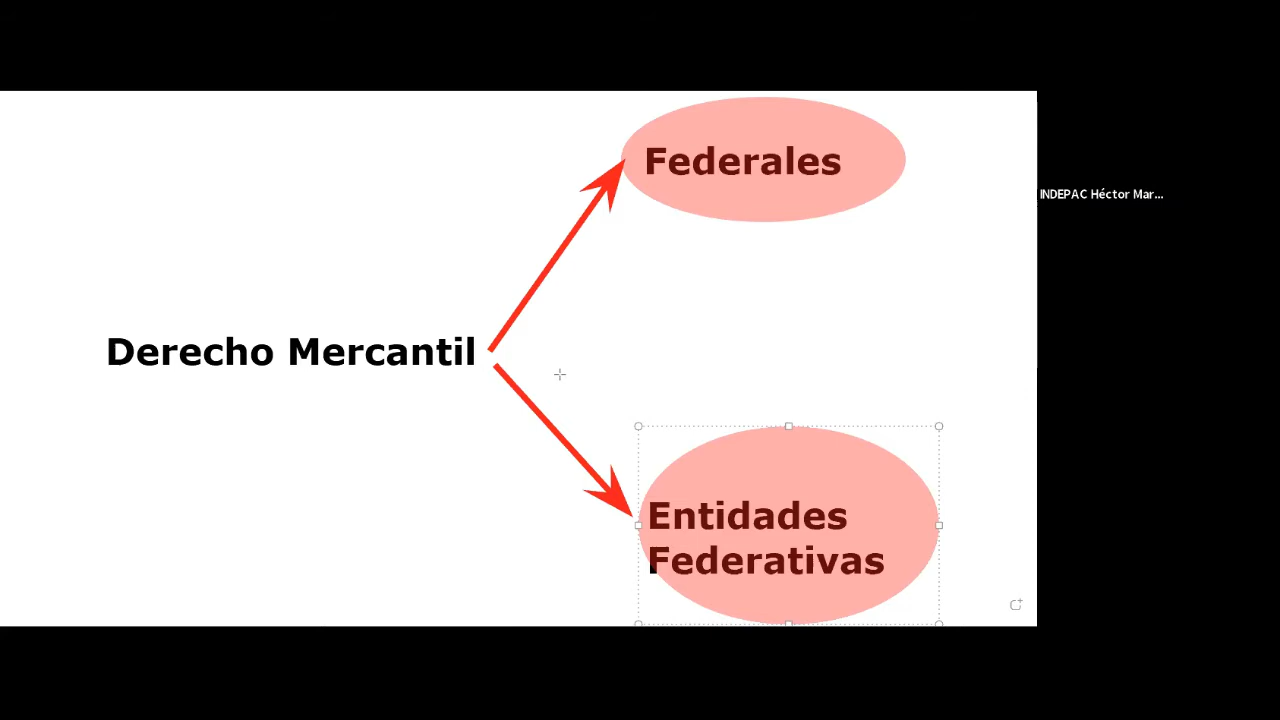 Federales
INDEPAC Héctor Mar...
Derecho Mercantil
Entidades
Federativas